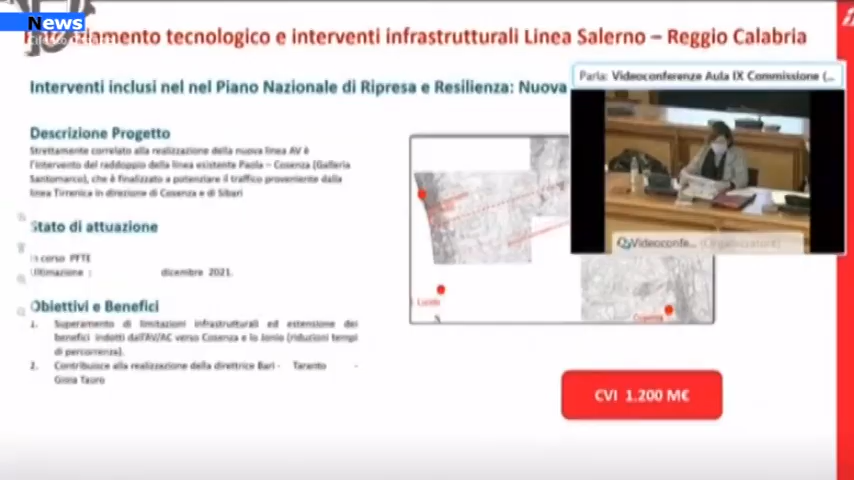 News
ziamento tecnologico e interventi infrastrutturali Linea Salerno – Reggio Calabria
Interventi inclusi nel nel Piano Nazionale di Ripresa e Resilienza: Nuova
Parla: Videoconferenze Aula IX Commissione (...
Descrizione Progetto
Strettamente correlato alla realizzazione della nuova linea AV è
l'intervento del raddoppio della linea esistente Paola – Cosenza (Galleria
Santomarco), che è finalizzato a potenziare il traffico proveniente dalla
linea Tirrenica in direzione di Cosenza e di Sibari
Stato di attuazione
In corso PFTE
Ultimazione : dicembre 2021.
Videoconfe... (Organizzatore)
Obiettivi e Benefici
1. Superamento di limitazioni infrastrutturali ed estensione dei
benefici indotti dall'AV/AC verso Cosenza e lo Jonio (riduzioni tempi
di percorrenza).
2. Contribuisce alla realizzazione della direttrice Bari - Taranto -
Gioia Tauro
CVI 1.200 M€